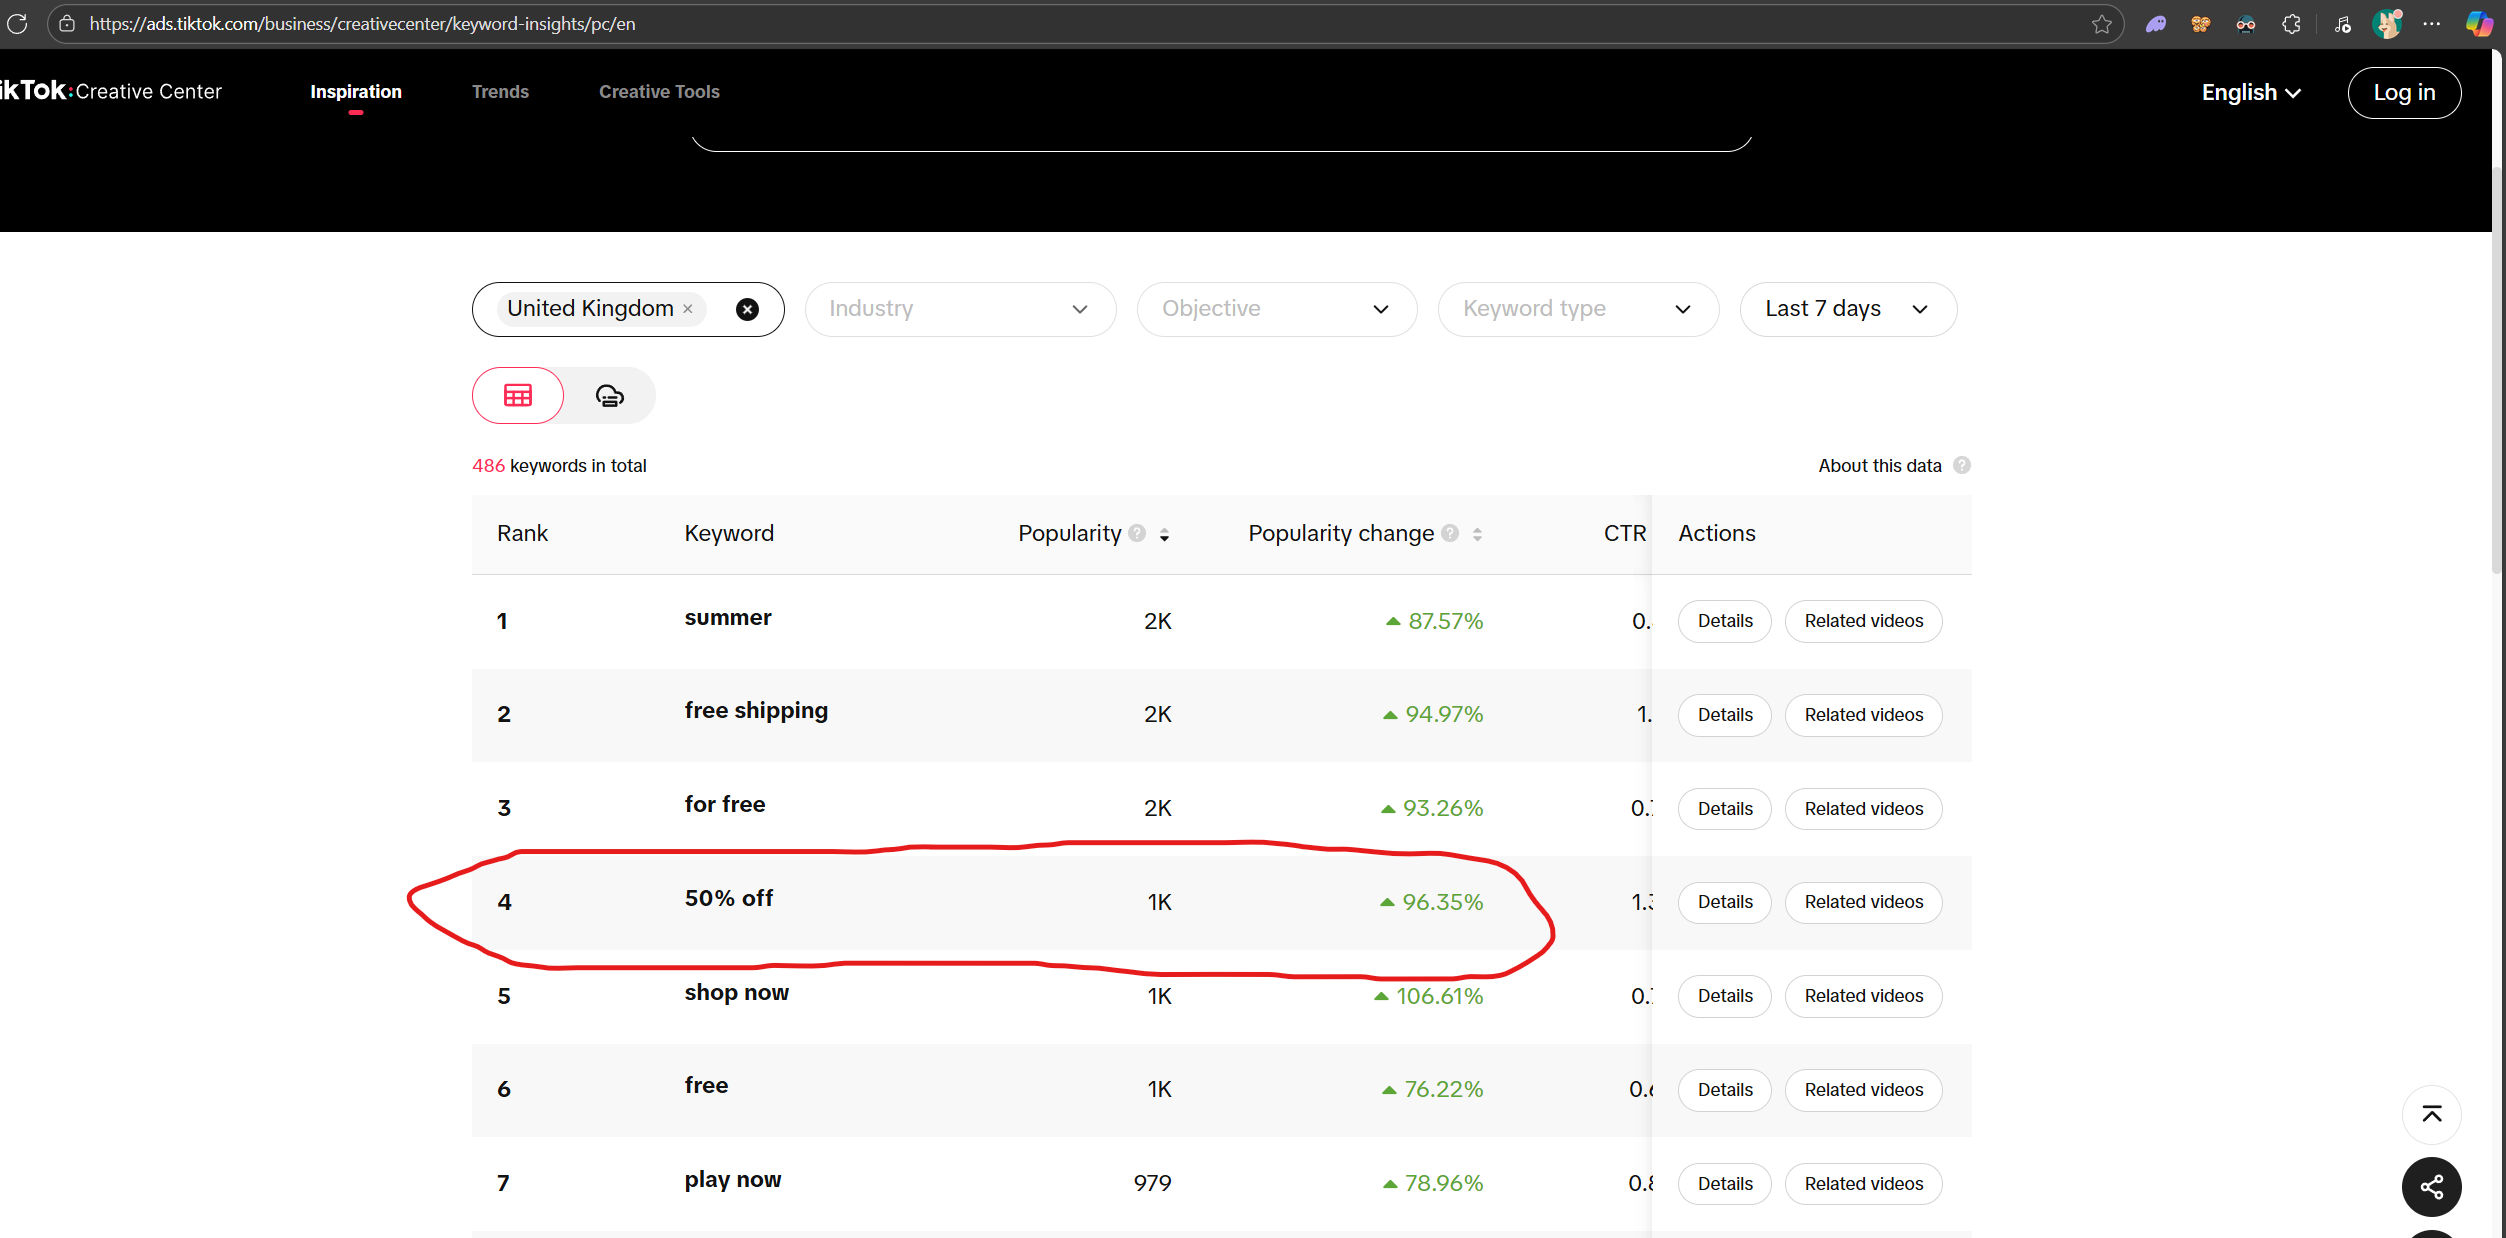 https://ads.tiktok.com/business/creativecenter/keyword-insights/pc/en
ikTok:Creative Center Inspiration Trends Creative Tools English Log in
United Kingdom × Industry Objective Keyword type Last 7 days
486 keywords in total About this data ?
Rank Keyword Popularity ? Popularity change ? CTR Actions
1 summer 2K 87.57% 0. Details Related videos
2 free shipping 2K 94.97% 1. Details Related videos
3 for free 2K 93.26% 0. Details Related videos
4 50% off 1K 96.35% 1. Details Related videos
5 shop now 1K 106.61% 0. Details Related videos
6 free 1K 76.22% 0. Details Related videos
7 play now 979 78.96% 0. Details Related videos